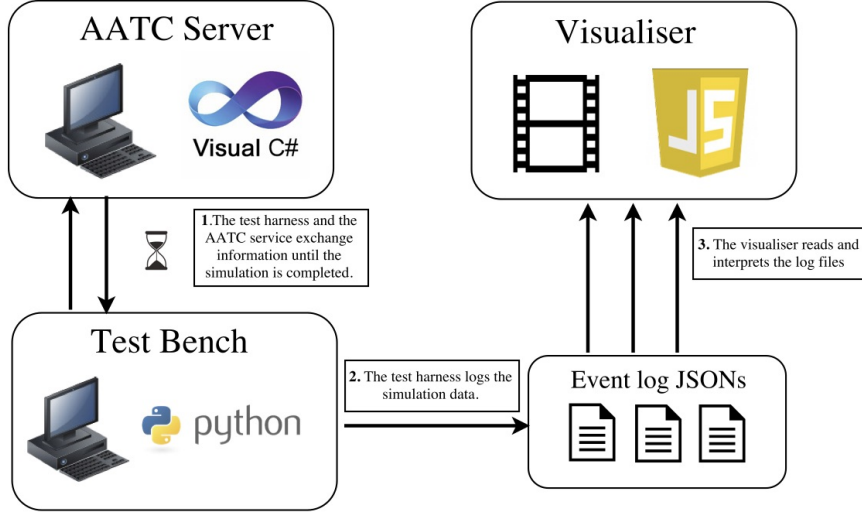 AATC Server
Visual C#
Visualiser
JS
1.The test harness and the
AATC service exchange
information until the
simulation is completed.
3. The visualiser reads and
interprets the log files
Test Bench
python
2. The test harness logs the
simulation data.
Event log JSONs